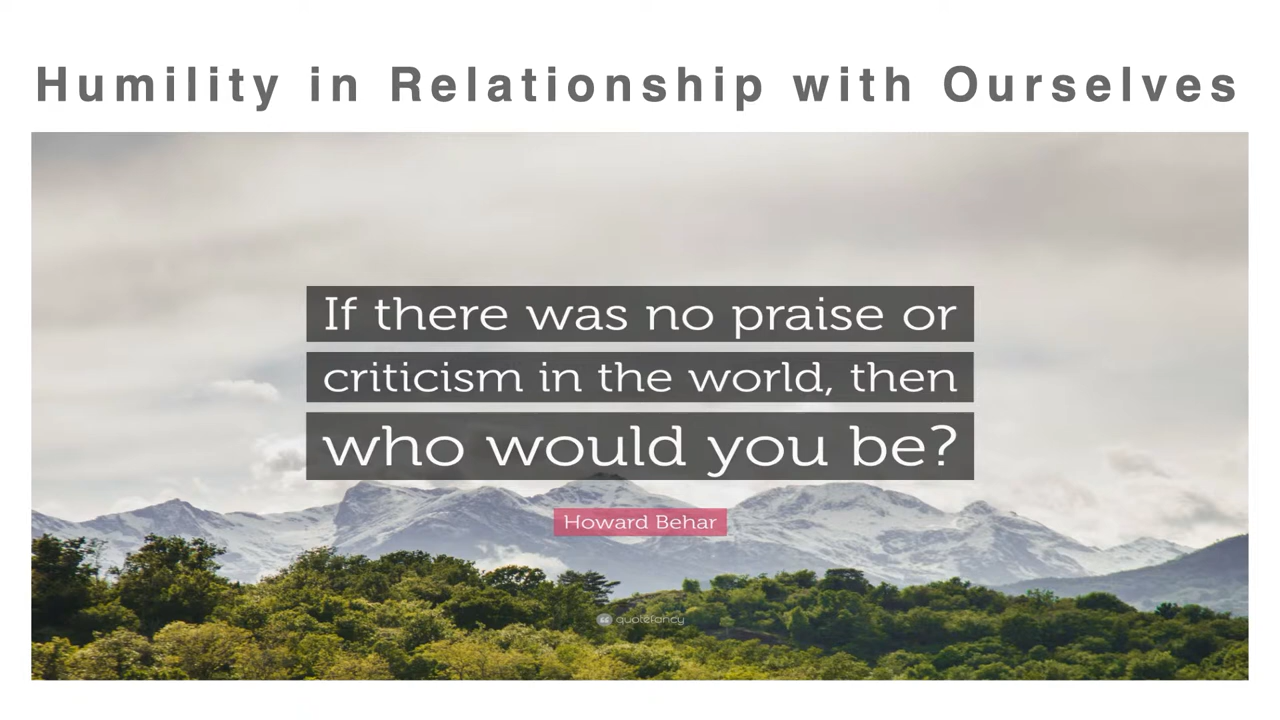 Humility in Relationship with Ourselves
If there was no praise or
criticism in the world, then
who would you be?
Howard Behar
quotefancy